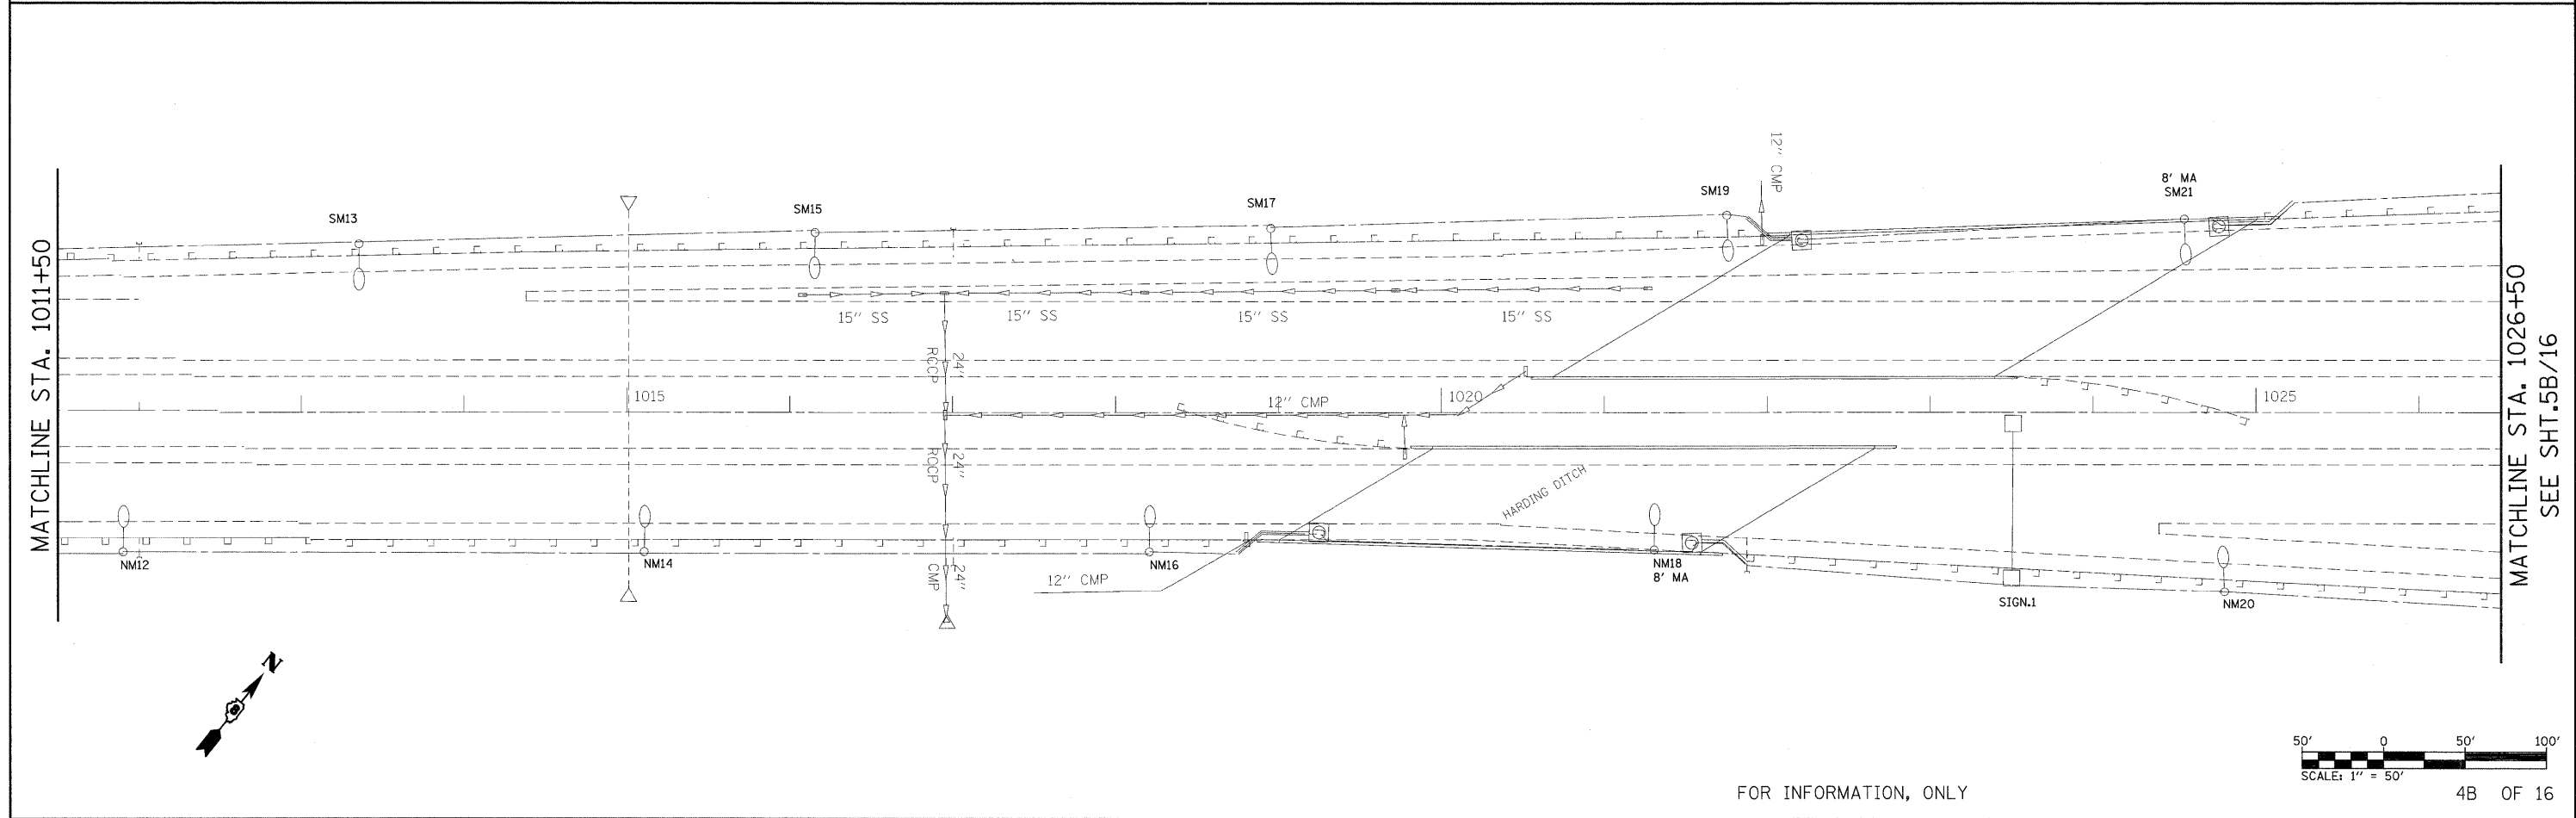 12'' CMP
8' MA
SM21
SM19
SM17
SM15
SM13
MATCHLINE STA. 1011+50
MATCHLINE STA. 1026+50
SEE SHT.5B/16
15'' SS
15'' SS
15'' SS
15'' SS
24''
RCCP
1015
12'' CMP
1020
1025
24''
RCCP
HARDING DITCH
NM12
NM14
NM16
NM18
8' MA
24''
CMP
12'' CMP
SIGN.1
NM20
N
50' 0 50' 100'
SCALE: 1'' = 50'
FOR INFORMATION, ONLY
4B OF 16